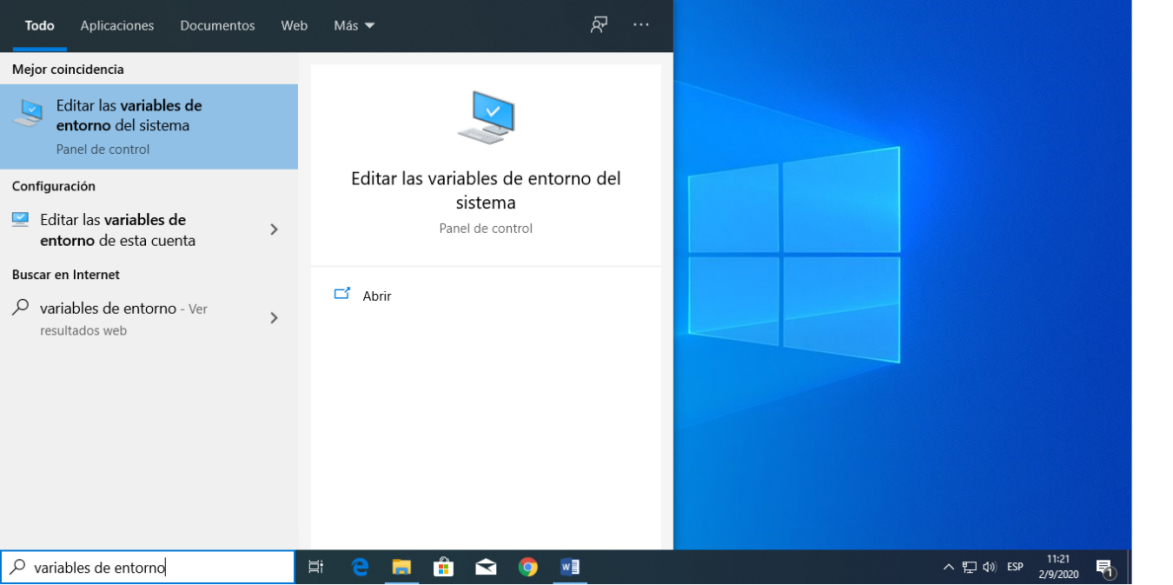 Todo Aplicaciones Documentos Web Más
Mejor coincidencia
Editar las variables de
entorno del sistema
Panel de control
Configuración
Editar las variables de
entorno de esta cuenta
Buscar en Internet
variables de entorno - Ver
resultados web
Editar las variables de entorno del
sistema
Panel de control
Abrir
variables de entorno
ESP
11:21
2/9/2020
1